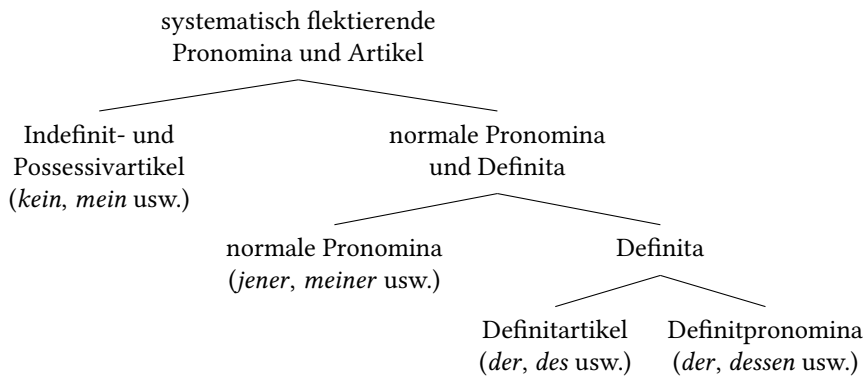 systematisch flektierende
Pronomina und Artikel
Indefinit- und
Possessivartikel
(kein, mein usw.)
normale Pronomina
und Definita
normale Pronomina
(jener, meiner usw.)
Definita
Definitartikel
(der, des usw.)
Definitpronomina
(der, dessen usw.)